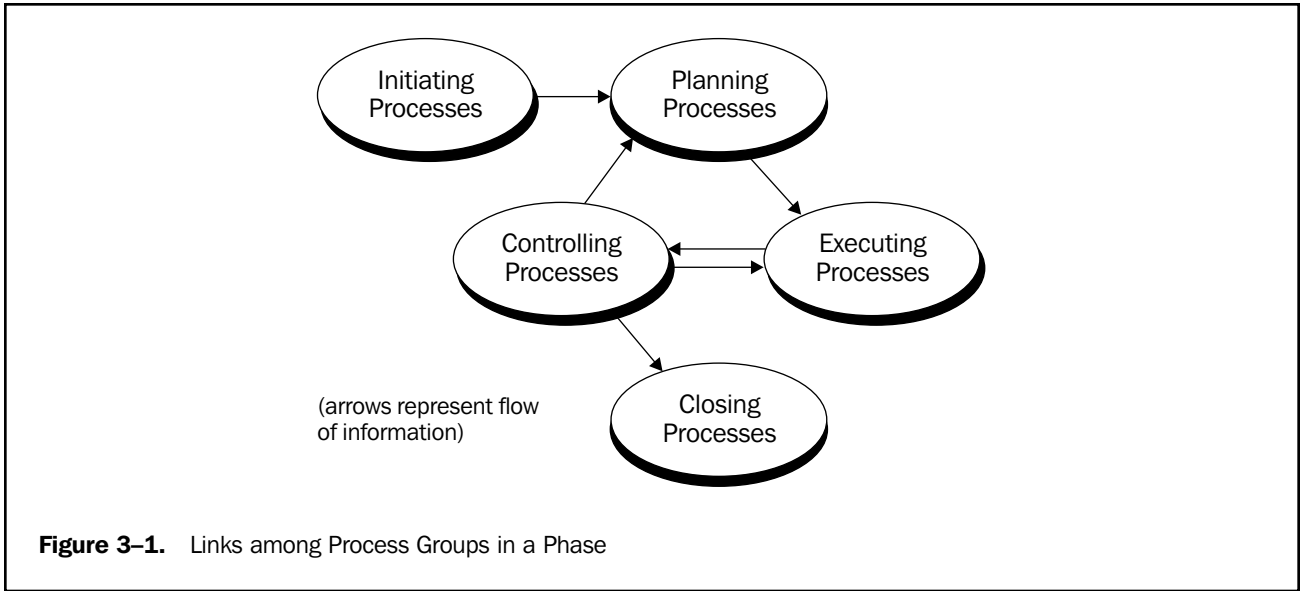 Initiating
Processes
Planning
Processes
Controlling
Processes
Executing
Processes
(arrows represent flow
of information)
Closing
Processes
Figure 3–1. Links among Process Groups in a Phase